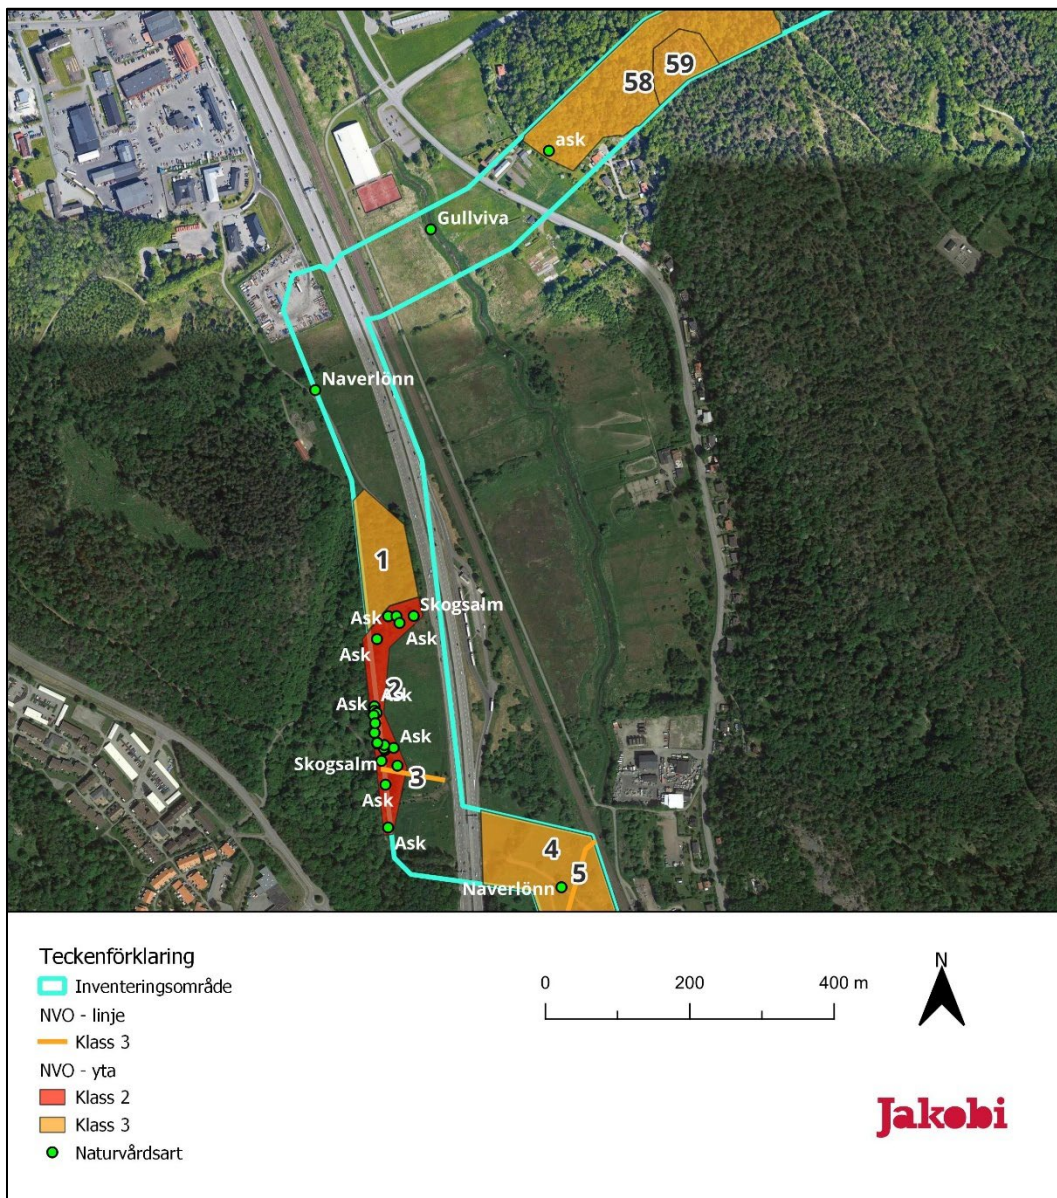 59
58
ask
Gullviva
Naverlönn
1
Ask
Skogsalm
Ask
Ask
2
Ask
Ask
Ask
Skogsalm
3
Ask
Ask
4
5
Naverlönn
Teckenförklaring
Inventeringsområde
NVO - linje
Klass 3
NVO - yta
Klass 2
Klass 3
Naturvårdsart
0 200 400 m
N
Jakobi